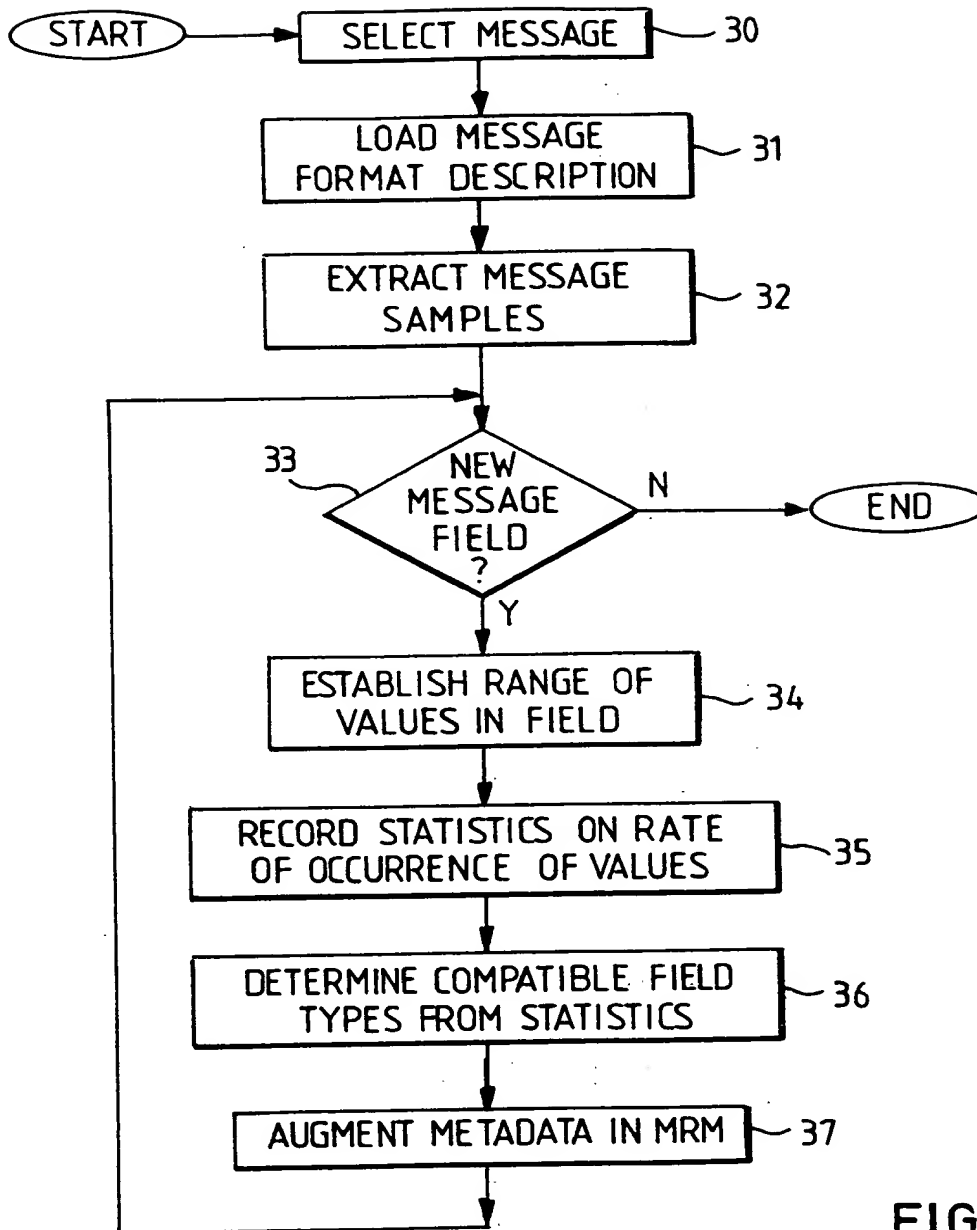 START
SELECT MESSAGE
30
LOAD MESSAGE
FORMAT DESCRIPTION
31
EXTRACT MESSAGE
SAMPLES
32
33
NEW
MESSAGE
FIELD
?
N
END
Y
ESTABLISH RANGE OF
VALUES IN FIELD
34
RECORD STATISTICS ON RATE
OF OCCURRENCE OF VALUES
35
DETERMINE COMPATIBLE FIELD
TYPES FROM STATISTICS
36
AUGMENT METADATA IN MRM
37
FIG